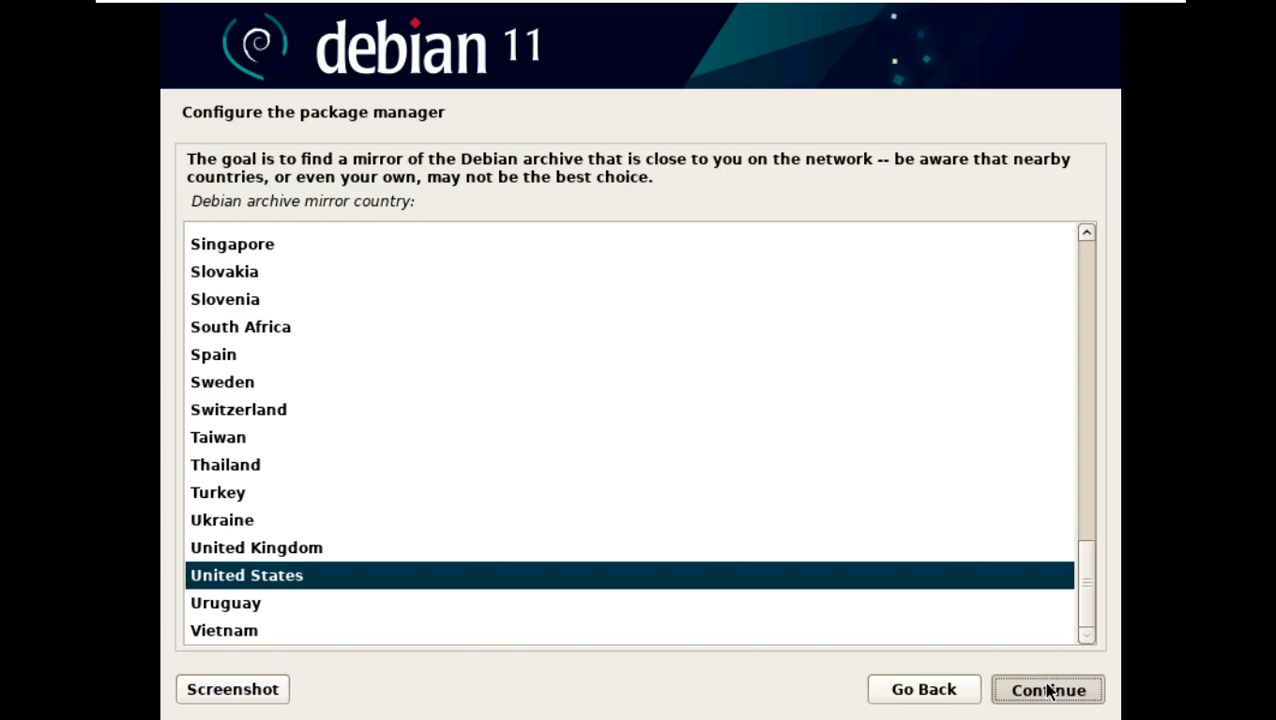 debian 11
Configure the package manager
The goal is to find a mirror of the Debian archive that is close to you on the network -- be aware that nearby
countries, or even your own, may not be the best choice.
Debian archive mirror country:
Singapore
Slovakia
Slovenia
South Africa
Spain
Sweden
Switzerland
Taiwan
Thailand
Turkey
Ukraine
United Kingdom
United States
Uruguay
Vietnam
Screenshot
Go Back
Continue